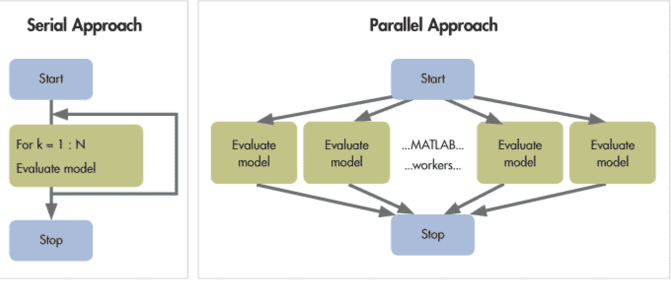 Serial Approach
Start
For k = 1 : N
Evaluate model
Stop
Parallel Approach
Start
Evaluate
model
Evaluate
model
...MATLAB...
...workers...
Evaluate
model
Evaluate
model
Stop